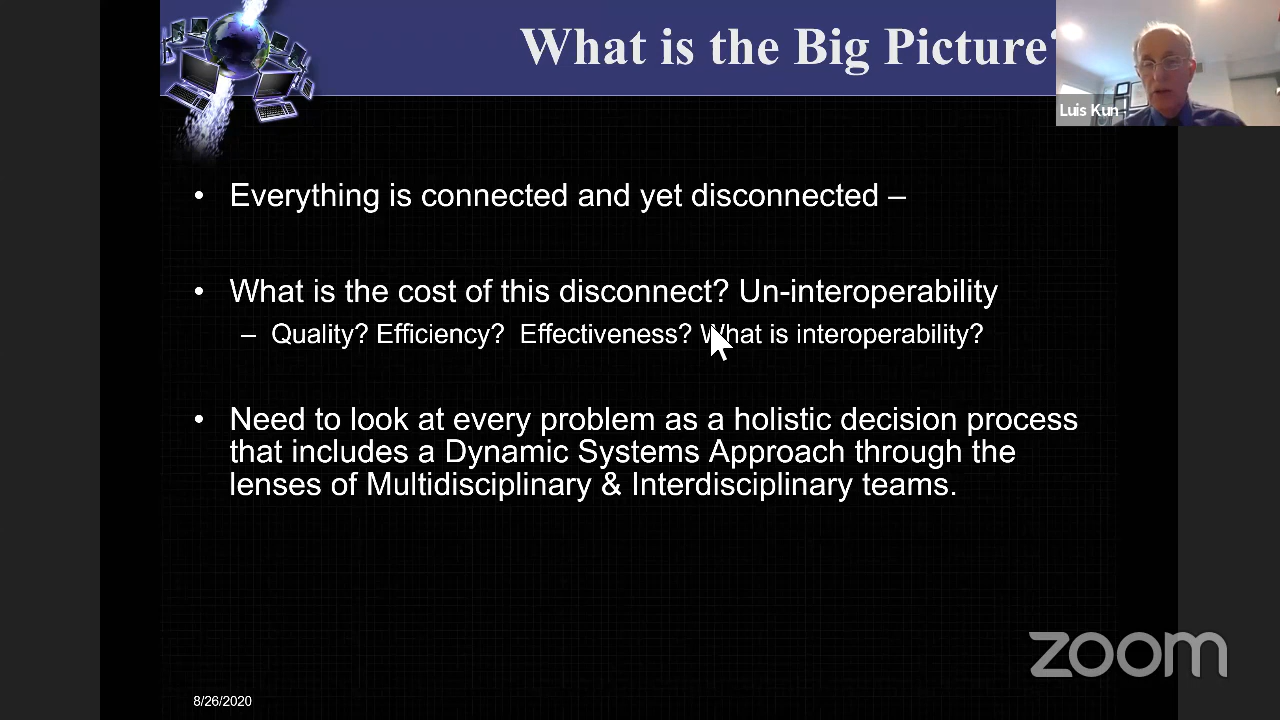 What is the Big Picture?
Luis Kun
• Everything is connected and yet disconnected –
• What is the cost of this disconnect? Un-interoperability
– Quality? Efficiency?  Effectiveness? What is interoperability?
• Need to look at every problem as a holistic decision process
that includes a Dynamic Systems Approach through the
lenses of Multidisciplinary & Interdisciplinary teams.
zoom
8/26/2020